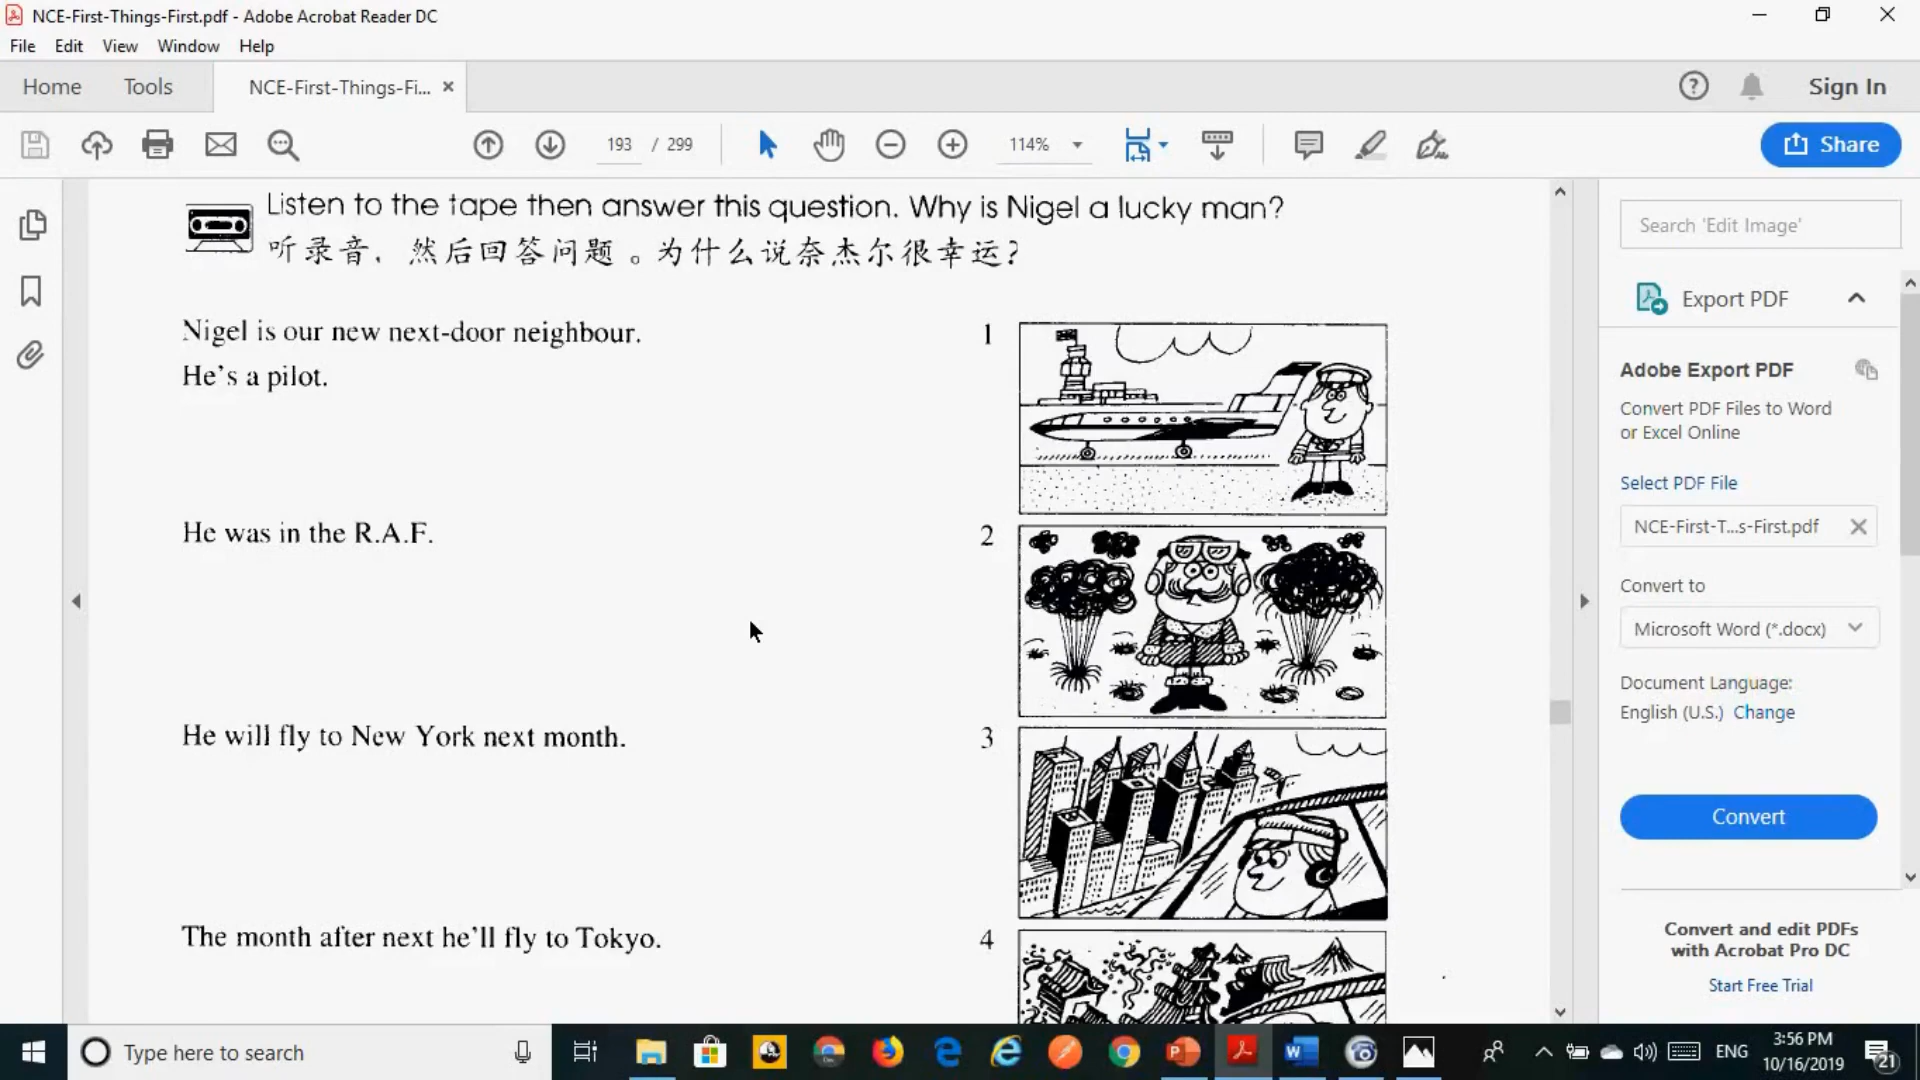 NCE-First-Things-First.pdf - Adobe Acrobat Reader DC
File Edit View Window Help
Home Tools NCE-First-Things-Fi... Sign In
193 / 299 114% Share
Listen to the tape then answer this question. Why is Nigel a lucky man?
听录音，然后回答问题。为什么说奈杰尔很幸运？
Nigel is our new next-door neighbour. 1
He's a pilot.
He was in the R.A.F. 2
He will fly to New York next month. 3
The month after next he'll fly to Tokyo. 4
Search 'Edit Image'
Export PDF
Adobe Export PDF
Convert PDF Files to Word
or Excel Online
Select PDF File
NCE-First-T...s-First.pdf
Convert to
Microsoft Word (*.docx)
Document Language:
English (U.S.) Change
Convert
Convert and edit PDFs
with Acrobat Pro DC
Start Free Trial
Type here to search
ENG
3:56 PM
10/16/2019
21